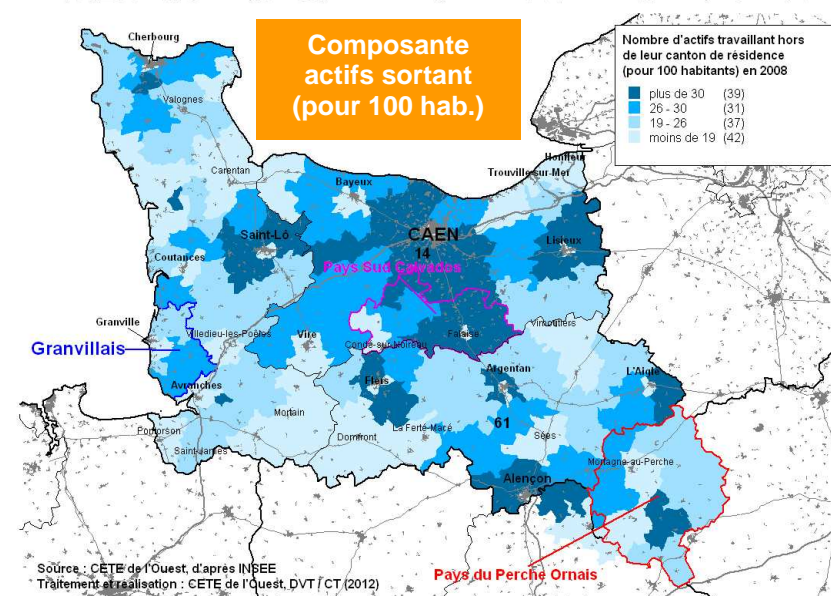 Composante
actifs sortant
(pour 100 hab.)
Nombre d'actifs travaillant hors
de leur canton de résidence
(pour 100 habitants) en 2008
plus de 30 (39)
26 - 30 (31)
19 - 26 (37)
moins de 19 (42)
Cherbourg
Valognes
Carentan
Honfleur
Trouville-sur-Mer
Bayeux
Saint-Lô
CAEN
14
Lisieux
Coutances
Pays Sud Calvados
Granville
Villedieu-les-Poêles
Vire
Falaise
Vimoutiers
Condé-sur-Noireau
Granvillais
Avranches
Flers
Argentan
L'Aigle
Mortain
61
La Ferté-Macé
Pontorson
Domfront
Sées
Saint-James
Mortagne-au-Perche
Alençon
Source : CETE de l'Ouest, d'après INSEE
Pays du Perche Ornais
Traitement et réalisation : CETE de l'Ouest, DVT / CT (2012)